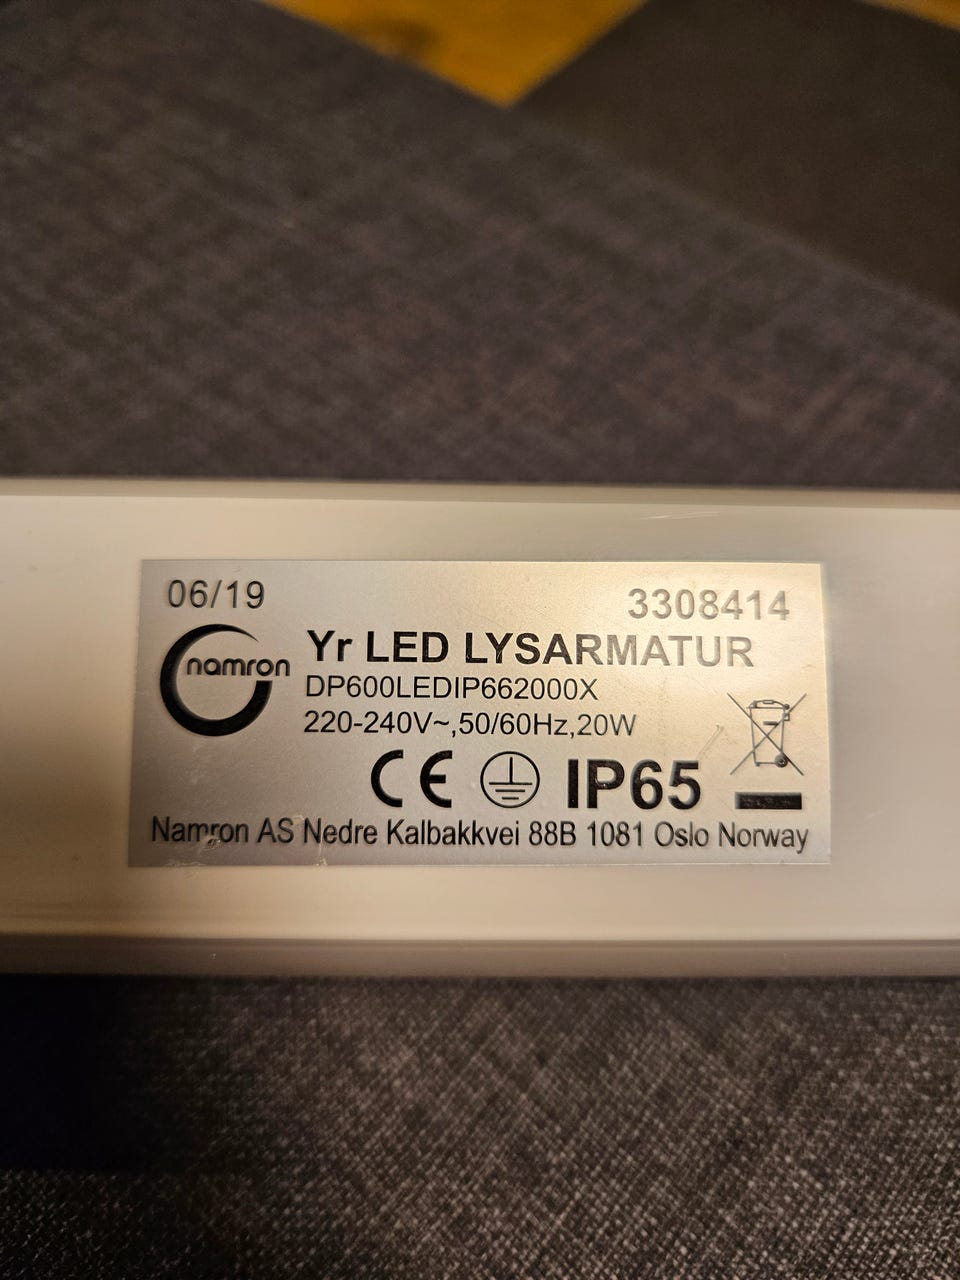 06/19
3308414
namron
Yr LED LYSARMATUR
DP600LEDIP662000X
220-240V~,50/60Hz,20W
CE IP65
Namron AS Nedre Kalbakkvei 88B 1081 Oslo Norway